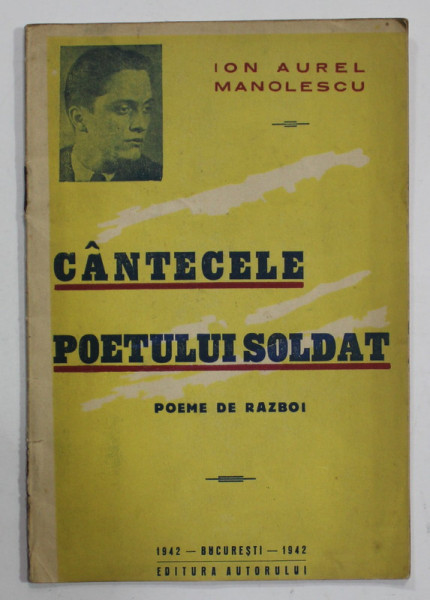 ION AUREL
MANOLESCU
CÂNTECELE
POETULUI SOLDAT
POEME DE RAZBOI
1942 — BUCUREȘTI — 1942
EDITURA AUTORULUI